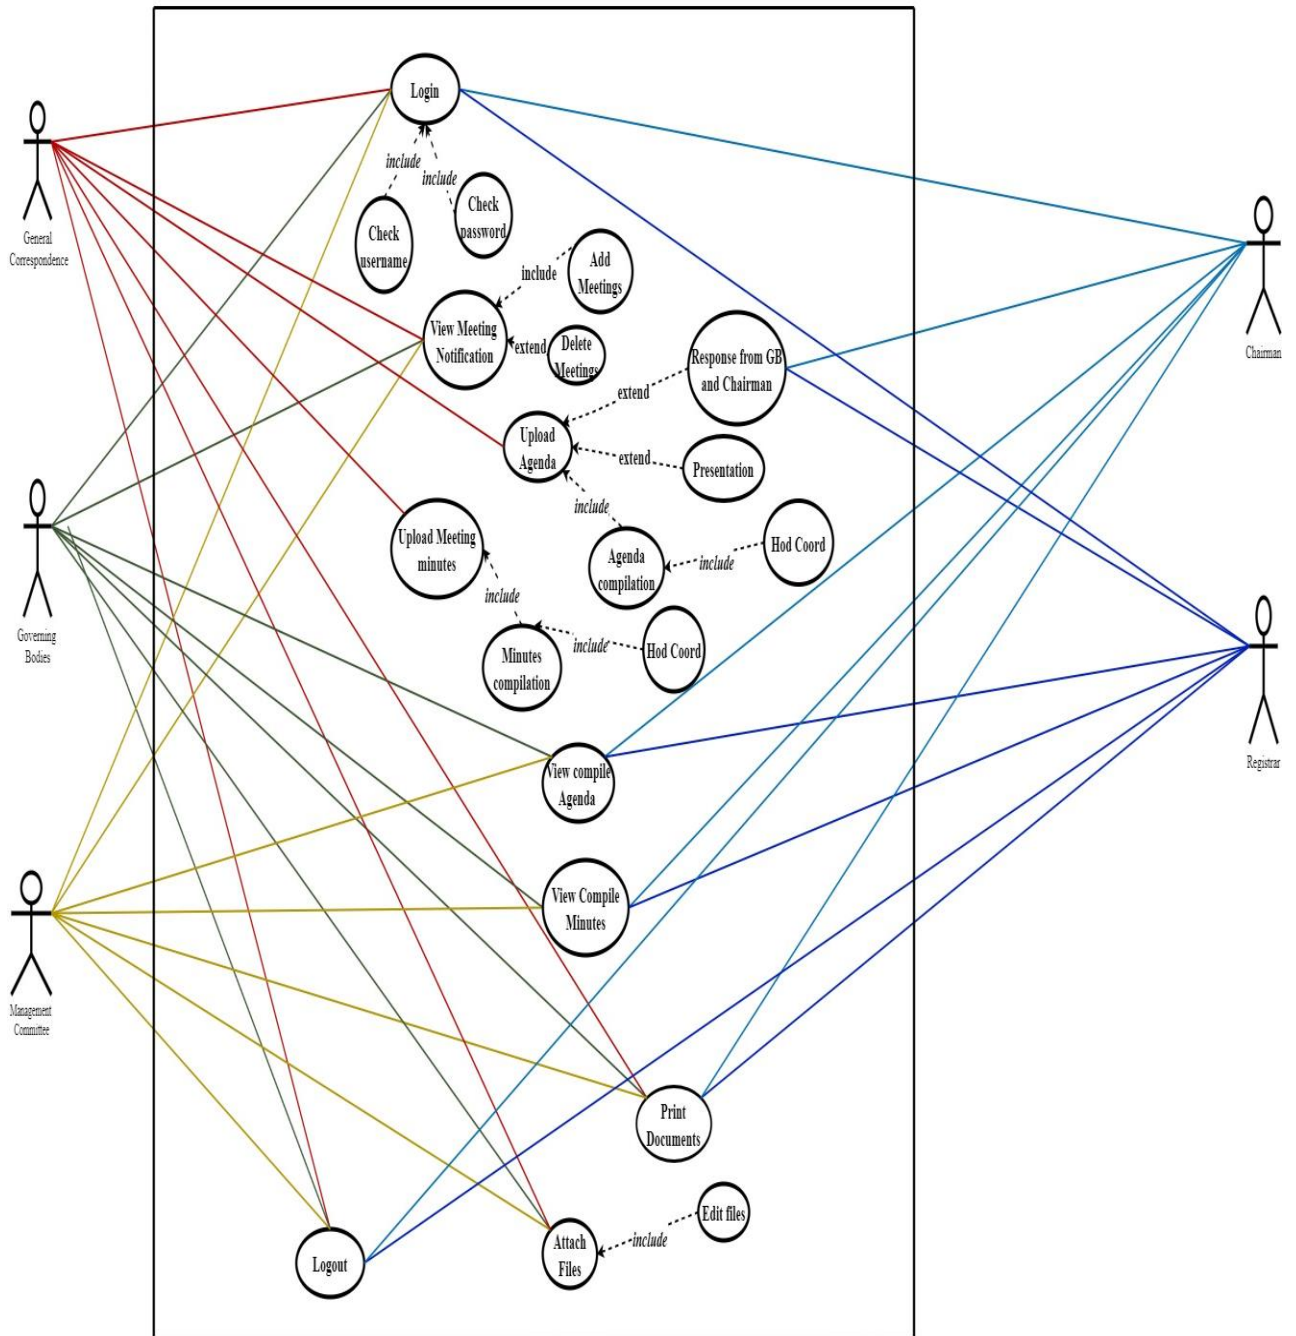 Login
include
include
Check
password
Check
username
General
Correspondence
Add
Meetings
include
View Meeting
Notification
extend
Delete
Meetings
Response from GB
and Chairman
Chairman
extend
Upload
Agenda
extend
Presentation
include
Upload Meeting
minutes
Agenda
compilation
include
Hod Coord
include
Governing
Bodies
Minutes
compilation
include
Hod Coord
View compile
Agenda
Registrar
View Compile
Minutes
Management
Committee
Print
Documents
Edit files
include
Attach
Files
Logout